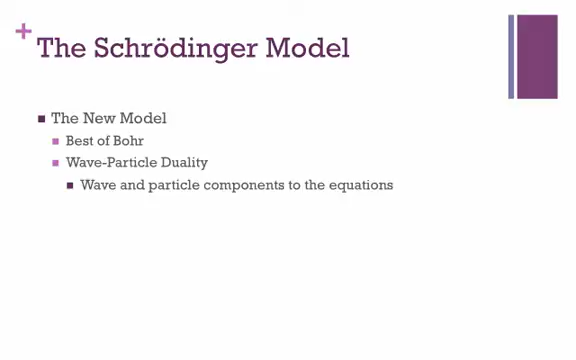 +
The Schrödinger Model
The New Model
Best of Bohr
Wave-Particle Duality
Wave and particle components to the equations